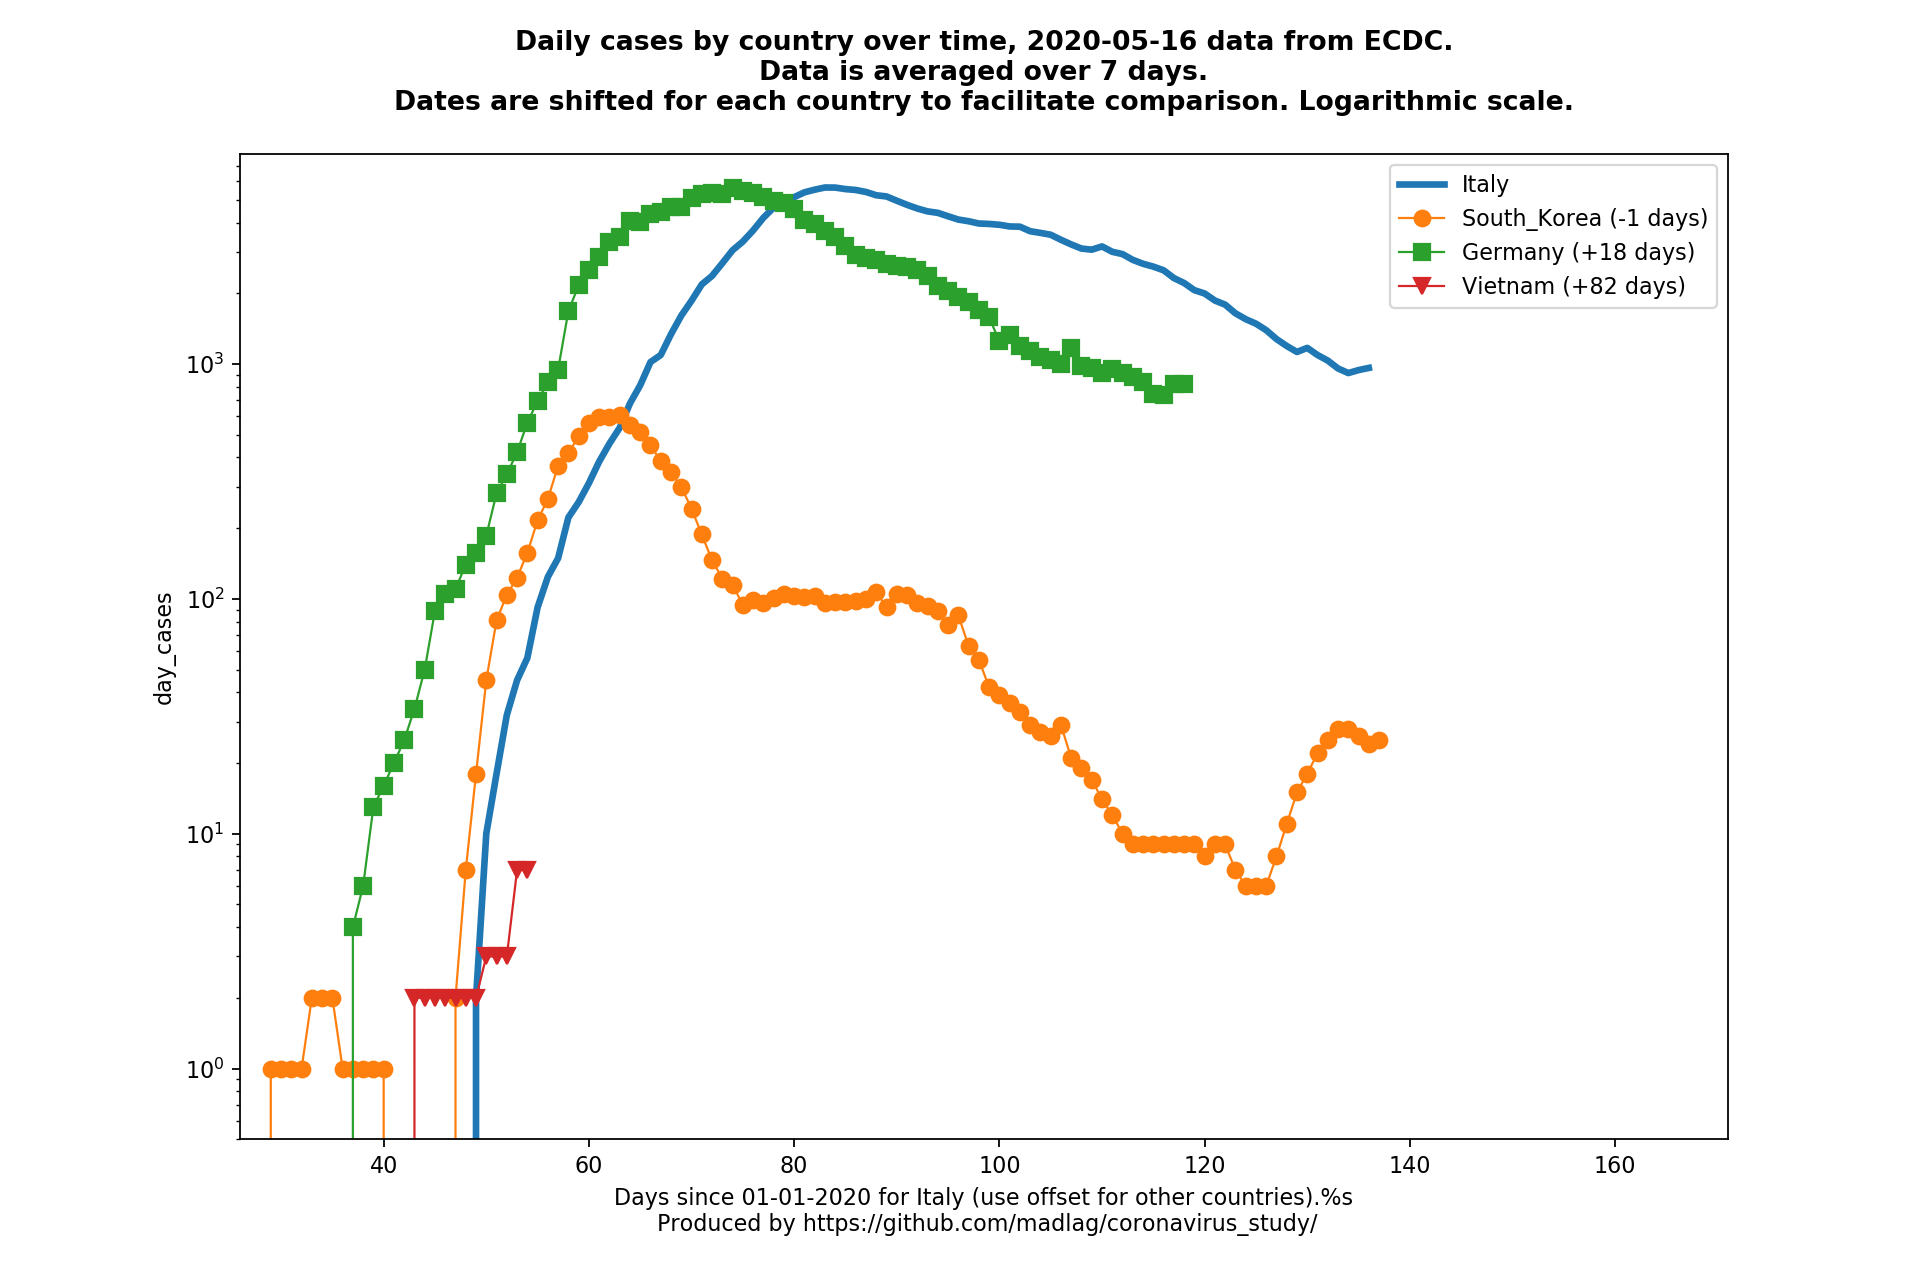 Daily cases by country over time, 2020-05-16 data from ECDC.
Data is averaged over 7 days.
Dates are shifted for each country to facilitate comparison. Logarithmic scale.
Italy
South_Korea (-1 days)
Germany (+18 days)
Vietnam (+82 days)
10³
10²
10¹
10⁰
day_cases
40 60 80 100 120 140 160
Days since 01-01-2020 for Italy (use offset for other countries).%s
Produced by https://github.com/madlag/coronavirus_study/